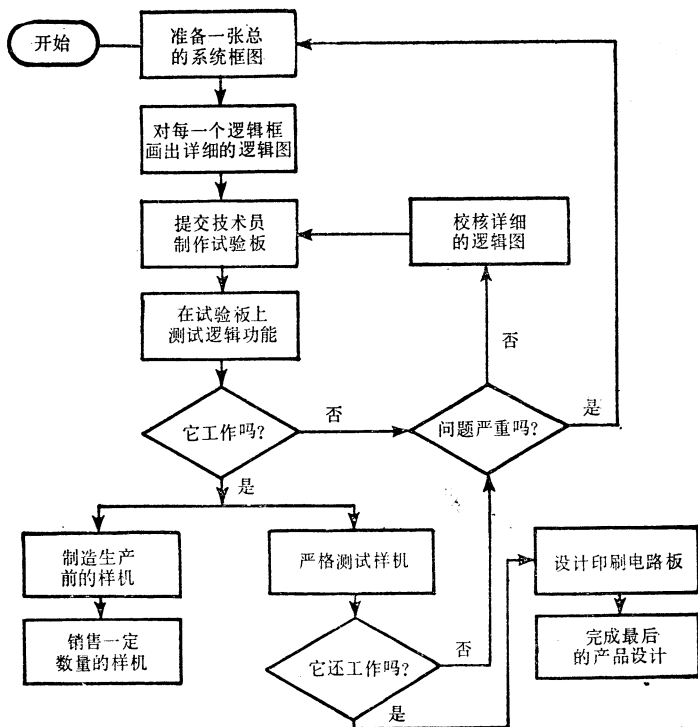 开始
准备一张总
的系统框图
对每一个逻辑框
画出详细的逻辑图
提交技术员
制作试验板
校核详细
的逻辑图
在试验板上
测试逻辑功能
否
它工作吗?
否
问题严重吗?
是
是
制造生产
前的样机
严格测试样机
设计印刷电路板
销售一定
数量的样机
它还工作吗?
否
完成最后
的产品设计
是